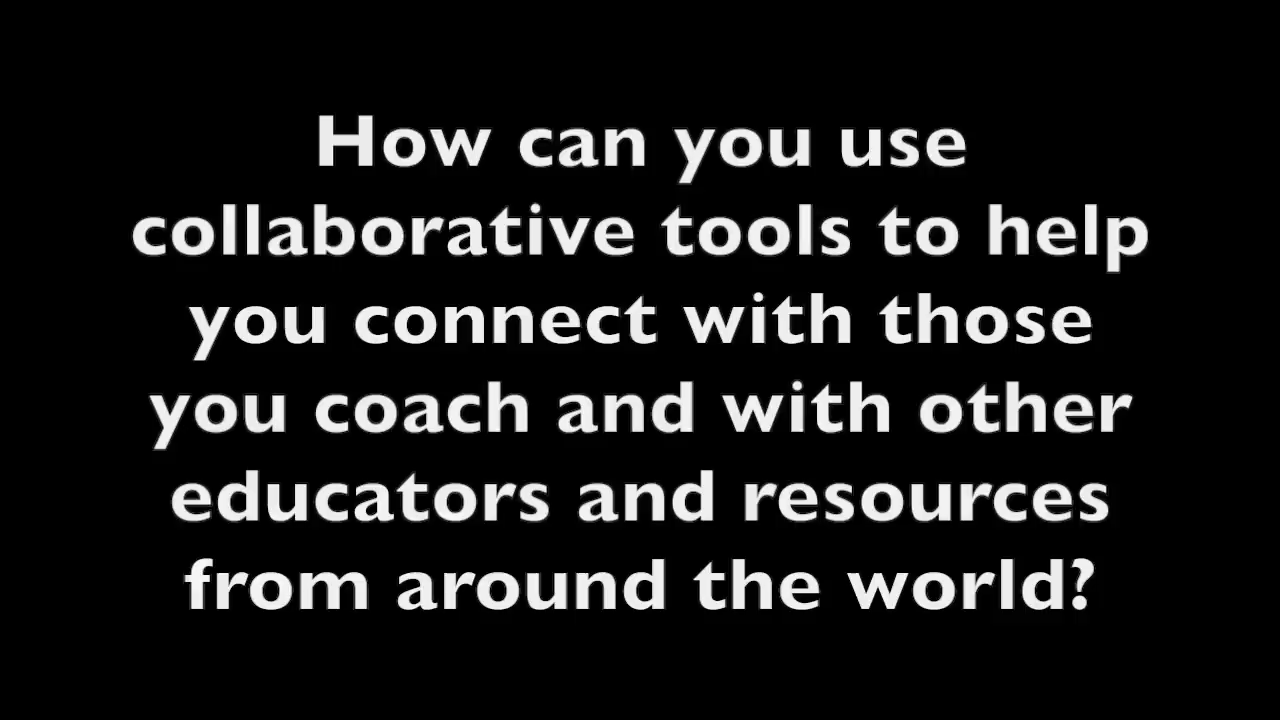 How can you use
collaborative tools to help
you connect with those
you coach and with other
educators and resources
from around the world?